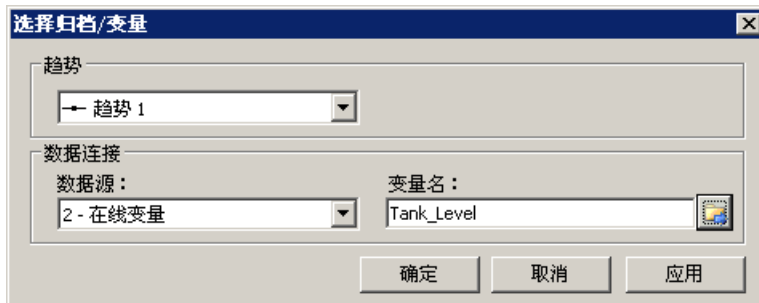 选择归档/变量
趋势
趋势 1
数据连接
数据源：
变量名：
2 - 在线变量
Tank_Level
确定
取消
应用